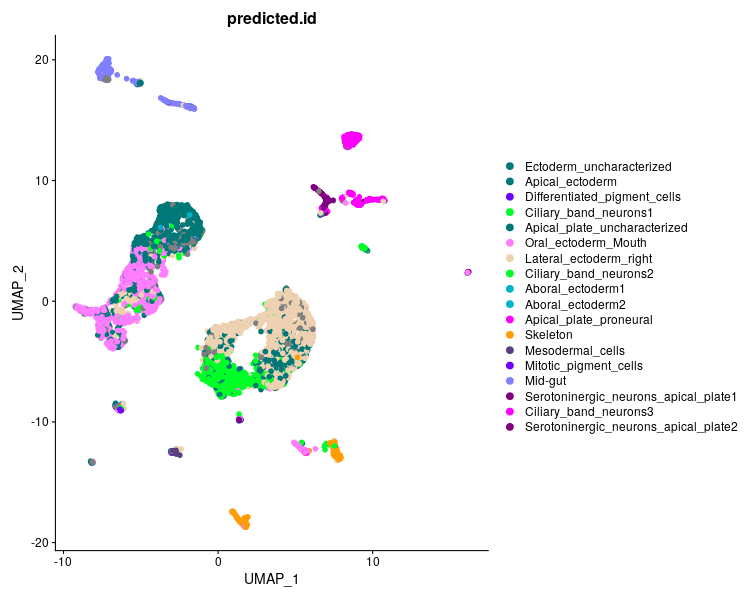 predicted.id
UMAP_2
20
10
0
-10
-20
-10
0
10
UMAP_1
Ectoderm_uncharacterized
Apical_ectoderm
Differentiated_pigment_cells
Ciliary_band_neurons1
Apical_plate_uncharacterized
Oral_ectoderm_Mouth
Lateral_ectoderm_right
Ciliary_band_neurons2
Aboral_ectoderm1
Aboral_ectoderm2
Apical_plate_proneural
Skeleton
Mesodermal_cells
Mitotic_pigment_cells
Mid-gut
Serotoninergic_neurons_apical_plate1
Ciliary_band_neurons3
Serotoninergic_neurons_apical_plate2